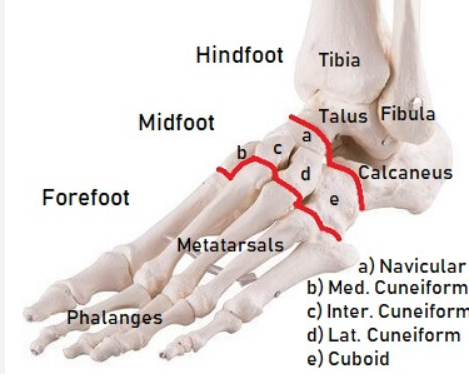 Hindfoot
Tibia
Talus
Fibula
Midfoot
a
c
b
d
Calcaneus
e
Forefoot
Metatarsals
Phalanges
a) Navicular
b) Med. Cuneiform
c) Inter. Cuneiform
d) Lat. Cuneiform
e) Cuboid